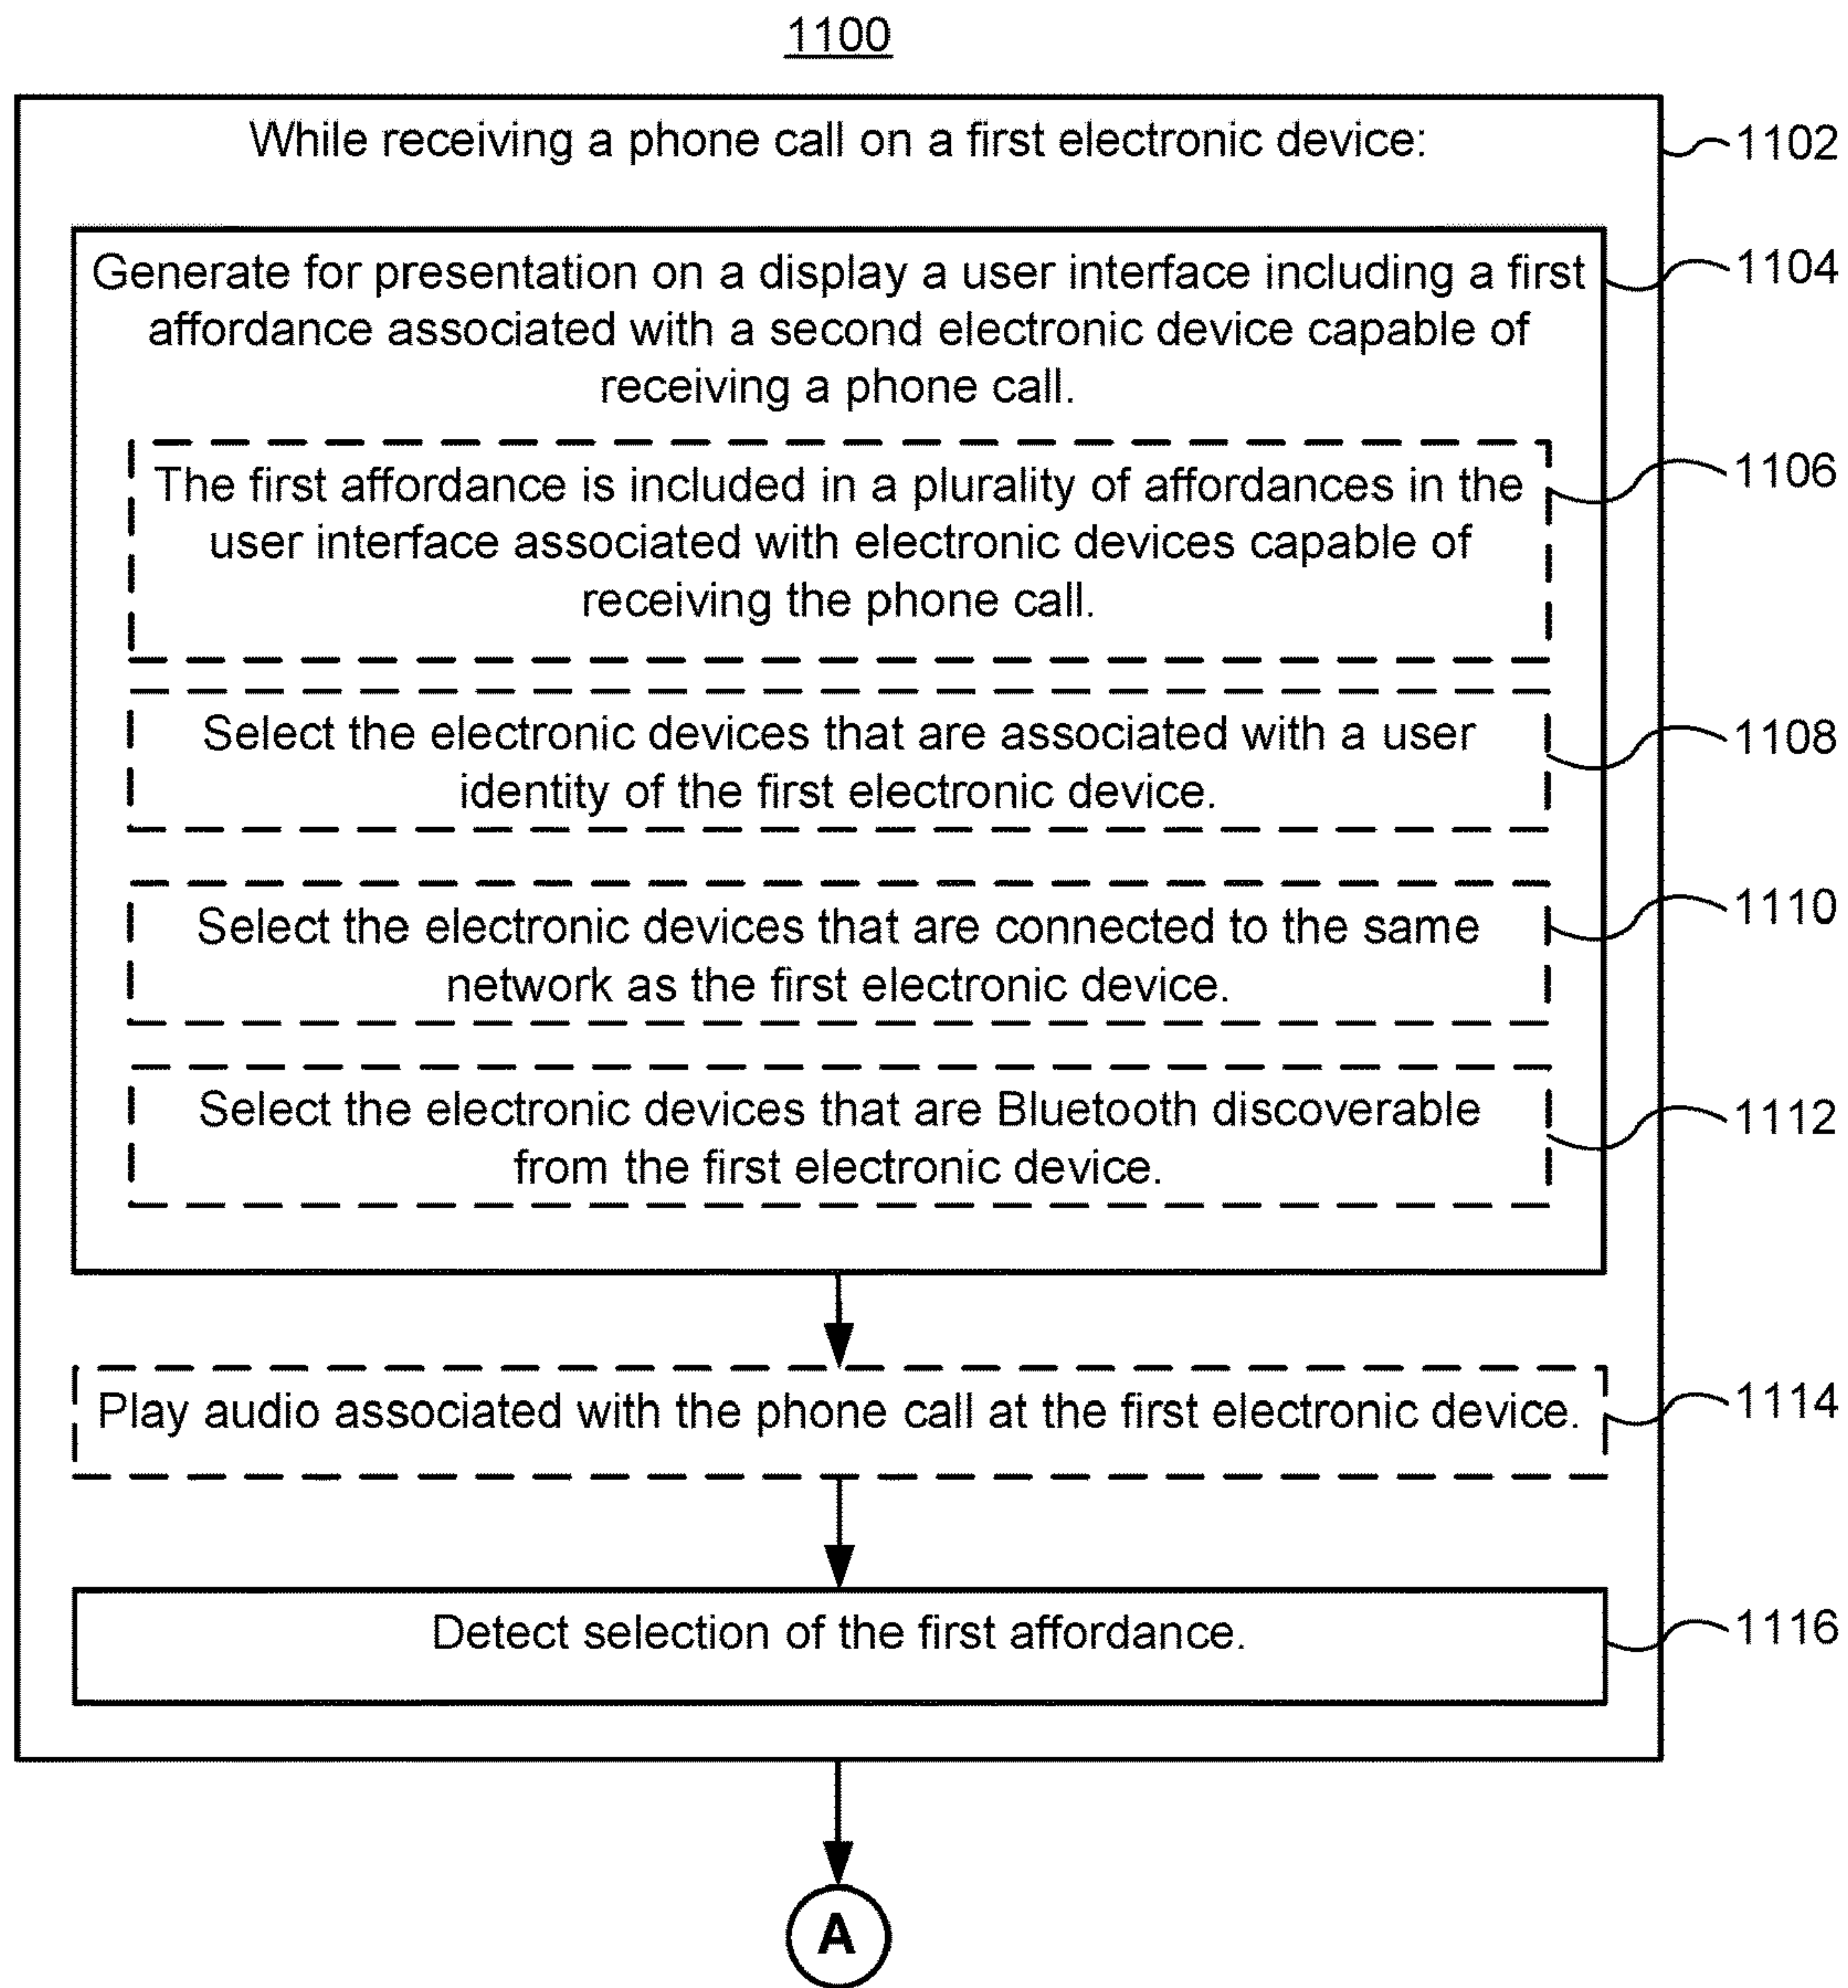 1100
While receiving a phone call on a first electronic device:
1102
Generate for presentation on a display a user interface including a first
affordance associated with a second electronic device capable of
receiving a phone call.
1104
The first affordance is included in a plurality of affordances in the
user interface associated with electronic devices capable of
receiving the phone call.
1106
Select the electronic devices that are associated with a user
identity of the first electronic device.
1108
Select the electronic devices that are connected to the same
network as the first electronic device.
1110
Select the electronic devices that are Bluetooth discoverable
from the first electronic device.
1112
Play audio associated with the phone call at the first electronic device.
1114
Detect selection of the first affordance.
1116
A